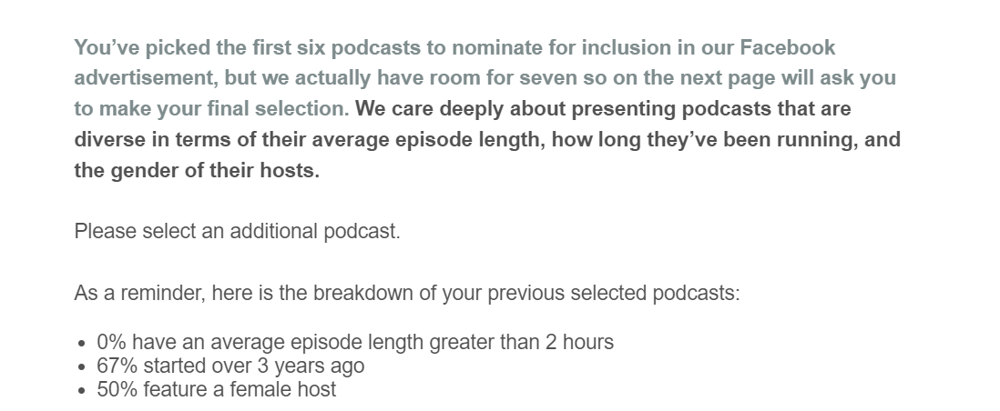 You’ve picked the first six podcasts to nominate for inclusion in our Facebook
advertisement, but we actually have room for seven so on the next page will ask you
to make your final selection. We care deeply about presenting podcasts that are
diverse in terms of their average episode length, how long they’ve been running, and
the gender of their hosts.
Please select an additional podcast.
As a reminder, here is the breakdown of your previous selected podcasts:
• 0% have an average episode length greater than 2 hours
• 67% started over 3 years ago
• 50% feature a female host